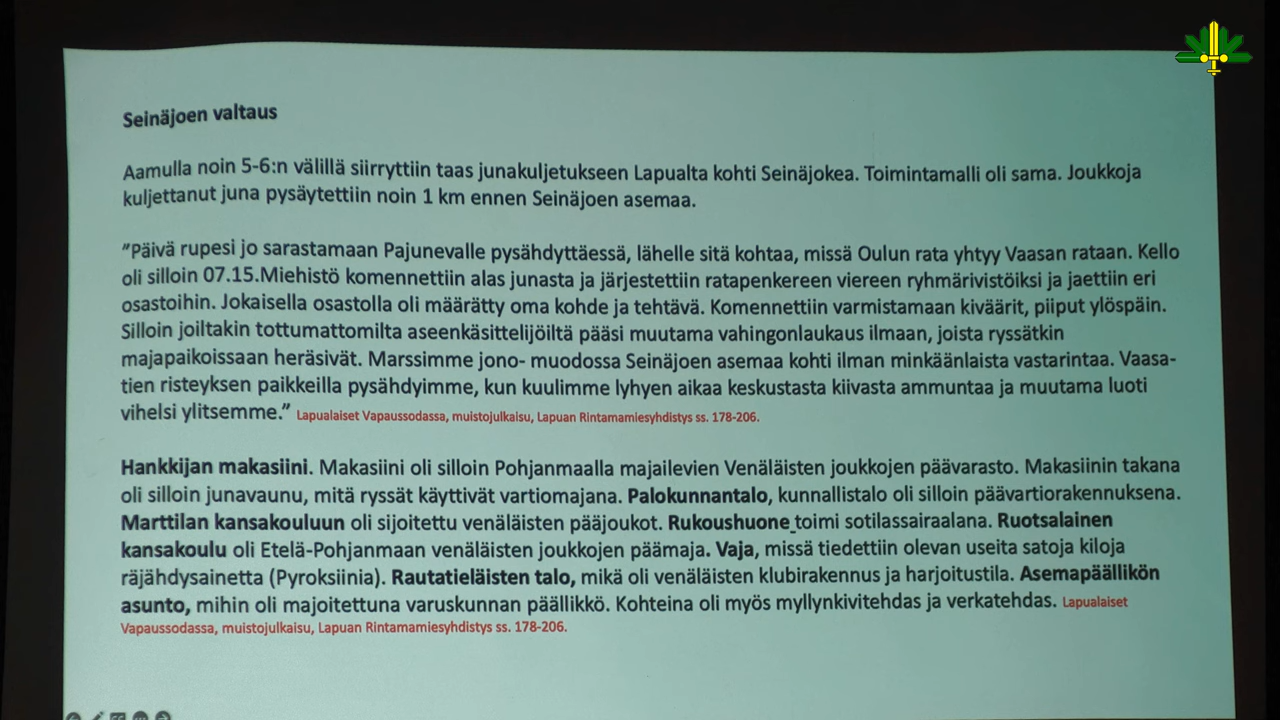 Seinäjoen valtaus
Aamulla noin 5-6:n välillä siirryttiin taas junakuljetukseen Lapualta kohti Seinäjokea. Toimintamalli oli sama. Joukkoja
kuljettanut juna pysäytettiin noin 1 km ennen Seinäjoen asemaa.
"Päivä rupesi jo sarastamaan Pajunevalle pysähdyttäessä, lähelle sitä kohtaa, missä Oulun rata yhtyy Vaasan rataan. Kello
oli silloin 07.15.Miehistö komennettiin alas junasta ja järjestettiin ratapenkereen viereen ryhmärivistöiksi ja jaettiin eri
osastoihin. Jokaisella osastolla oli määrätty oma kohde ja tehtävä. Komennettiin varmistamaan kiväärit, piiput ylöspäin.
Silloin joiltakin tottumattomilta aseenkäsittelijöiltä pääsi muutama vahingonlaukaus ilmaan, joista ryssätkin
majapaikoissaan heräsivät. Marssimme jono- muodossa Seinäjoen asemaa kohti ilman minkäänlaista vastarintaa. Vaasa-
tien risteyksen paikkeilla pysähdyimme, kun kuulimme lyhyen aikaa keskustasta kiivasta ammuntaa ja muutama luoti
vihelsi ylitsemme." Lapualaiset Vapaussodassa, muistojulkaisu, Lapuan Rintamamiesyhdistys ss. 178-206.
Hankkijan makasiini. Makasiini oli silloin Pohjanmaalla majailevien Venäläisten joukkojen päävarasto. Makasiinin takana
oli silloin junavaunu, mitä ryssät käyttivät vartiomajana. Palokunnantalo, kunnallistalo oli silloin päävartiorakennuksena.
Marttilan kansakouluun oli sijoitettu venäläisten pääjoukot. Rukoushuone toimi sotilassairaalana. Ruotsalainen
kansakoulu oli Etelä-Pohjanmaan venäläisten joukkojen päämaja. Vaja, missä tiedettiin olevan useita satoja kiloja
räjähdysainetta (Pyroksiinia). Rautatieläisten talo, mikä oli venäläisten klubirakennus ja harjoitustila. Asemapäällikön
asunto, mihin oli majoitettuna varuskunnan päällikkö. Kohteina oli myös myllynkivitehdas ja verkatehdas. Lapualaiset
Vapaussodassa, muistojulkaisu, Lapuan Rintamamiesyhdistys ss. 178-206.